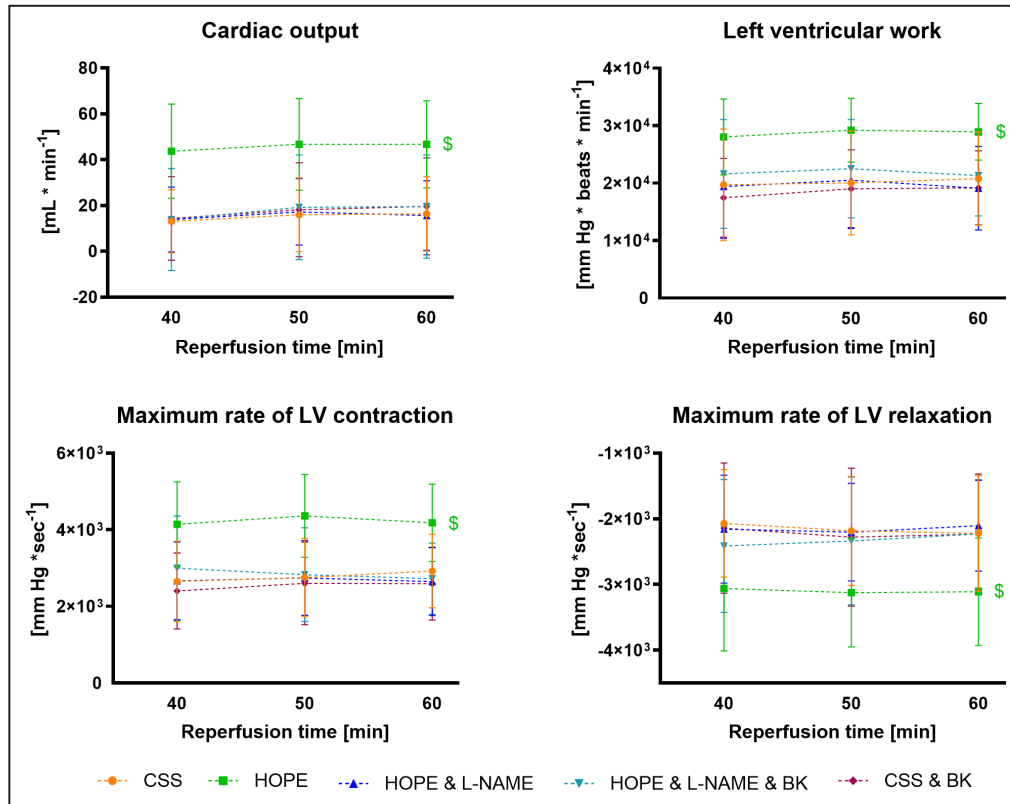 Cardiac output
80
60
40
20
0
-20
[mL * min⁻¹]
$
40 50 60
Reperfusion time [min]
Left ventricular work
4×10⁴
3×10⁴
2×10⁴
1×10⁴
0
[mm Hg * beats * min⁻¹]
$
40 50 60
Reperfusion time [min]
Maximum rate of LV contraction
6×10³
4×10³
2×10³
0
[mm Hg *sec⁻¹]
$
40 50 60
Reperfusion time [min]
Maximum rate of LV relaxation
-1×10³
-2×10³
-3×10³
-4×10³
[mm Hg *sec⁻¹]
$
40 50 60
Reperfusion time [min]
CSS HOPE HOPE & L-NAME HOPE & L-NAME & BK CSS & BK